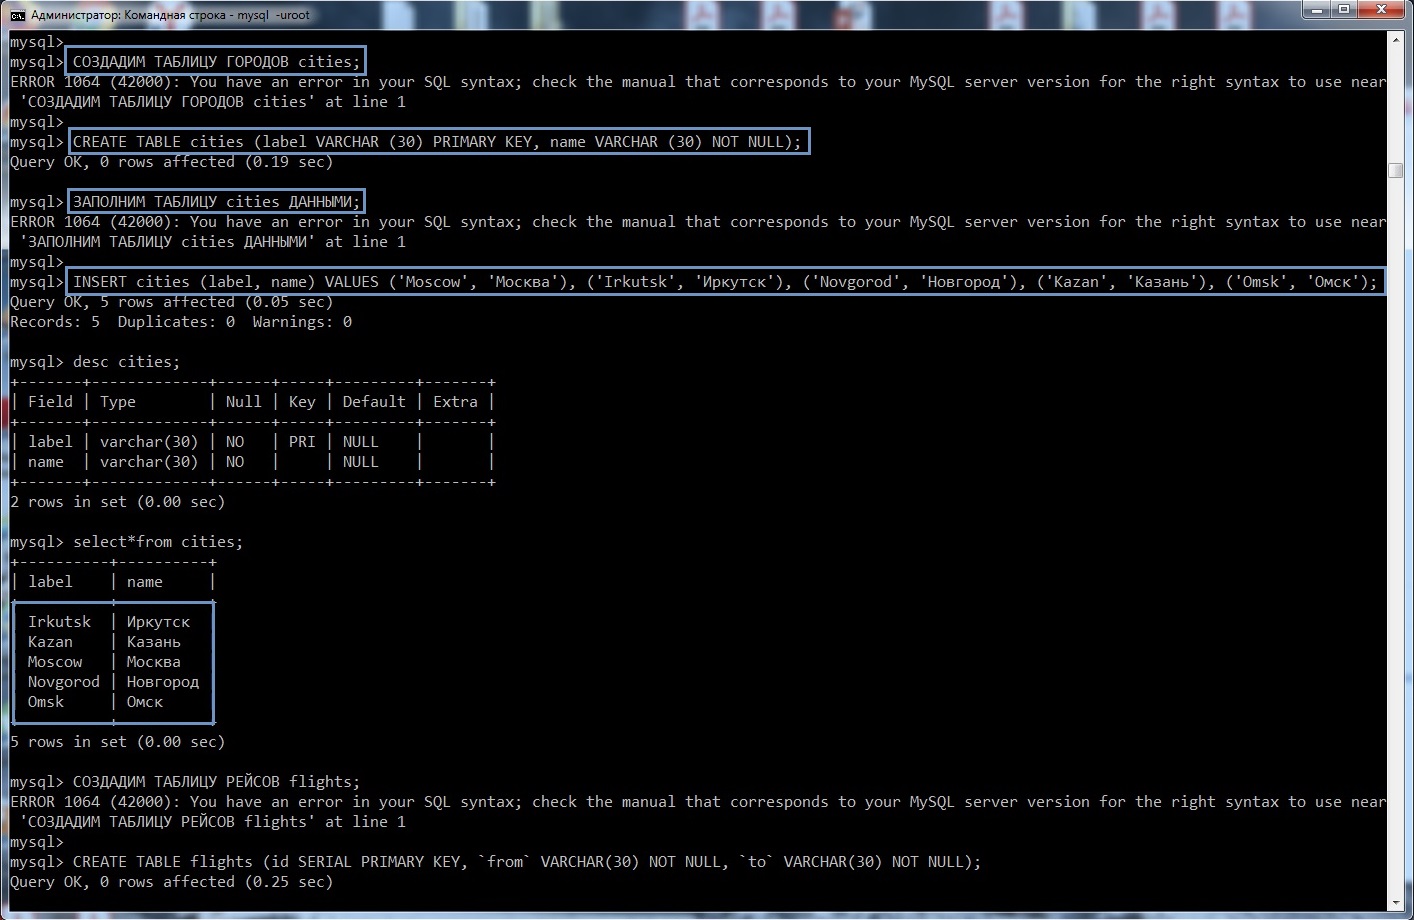 Администратор: Командная строка - mysql -uroot
mysql>
mysql> СОЗДАДИМ ТАБЛИЦУ ГОРОДОВ cities;
ERROR 1064 (42000): You have an error in your SQL syntax; check the manual that corresponds to your MySQL server version for the right syntax to use near
'СОЗДАДИМ ТАБЛИЦУ ГОРОДОВ cities' at line 1
mysql>
mysql> CREATE TABLE cities (label VARCHAR (30) PRIMARY KEY, name VARCHAR (30) NOT NULL);
Query OK, 0 rows affected (0.19 sec)
mysql> ЗАПОЛНИМ ТАБЛИЦУ cities ДАННЫМИ;
ERROR 1064 (42000): You have an error in your SQL syntax; check the manual that corresponds to your MySQL server version for the right syntax to use near
'ЗАПОЛНИМ ТАБЛИЦУ cities ДАННЫМИ' at line 1
mysql>
mysql> INSERT cities (label, name) VALUES ('Moscow', 'Москва'), ('Irkutsk', 'Иркутск'), ('Novgorod', 'Новгород'), ('Kazan', 'Казань'), ('Omsk', 'Омск');
Query OK, 5 rows affected (0.05 sec)
Records: 5  Duplicates: 0  Warnings: 0
mysql> desc cities;
+-------+-------------+------+-----+---------+-------+
| Field | Type        | Null | Key | Default | Extra |
+-------+-------------+------+-----+---------+-------+
| label | varchar(30) | NO   | PRI | NULL    |       |
| name  | varchar(30) | NO   |     | NULL    |       |
+-------+-------------+------+-----+---------+-------+
2 rows in set (0.00 sec)
mysql> select*from cities;
+----------+----------+
| label    | name     |
Irkutsk  | Иркутск
Kazan    | Казань
Moscow   | Москва
Novgorod | Новгород
Omsk     | Омск
5 rows in set (0.00 sec)
mysql> СОЗДАДИМ ТАБЛИЦУ РЕЙСОВ flights;
ERROR 1064 (42000): You have an error in your SQL syntax; check the manual that corresponds to your MySQL server version for the right syntax to use near
'СОЗДАДИМ ТАБЛИЦУ РЕЙСОВ flights' at line 1
mysql>
mysql> CREATE TABLE flights (id SERIAL PRIMARY KEY, `from` VARCHAR(30) NOT NULL, `to` VARCHAR(30) NOT NULL);
Query OK, 0 rows affected (0.25 sec)